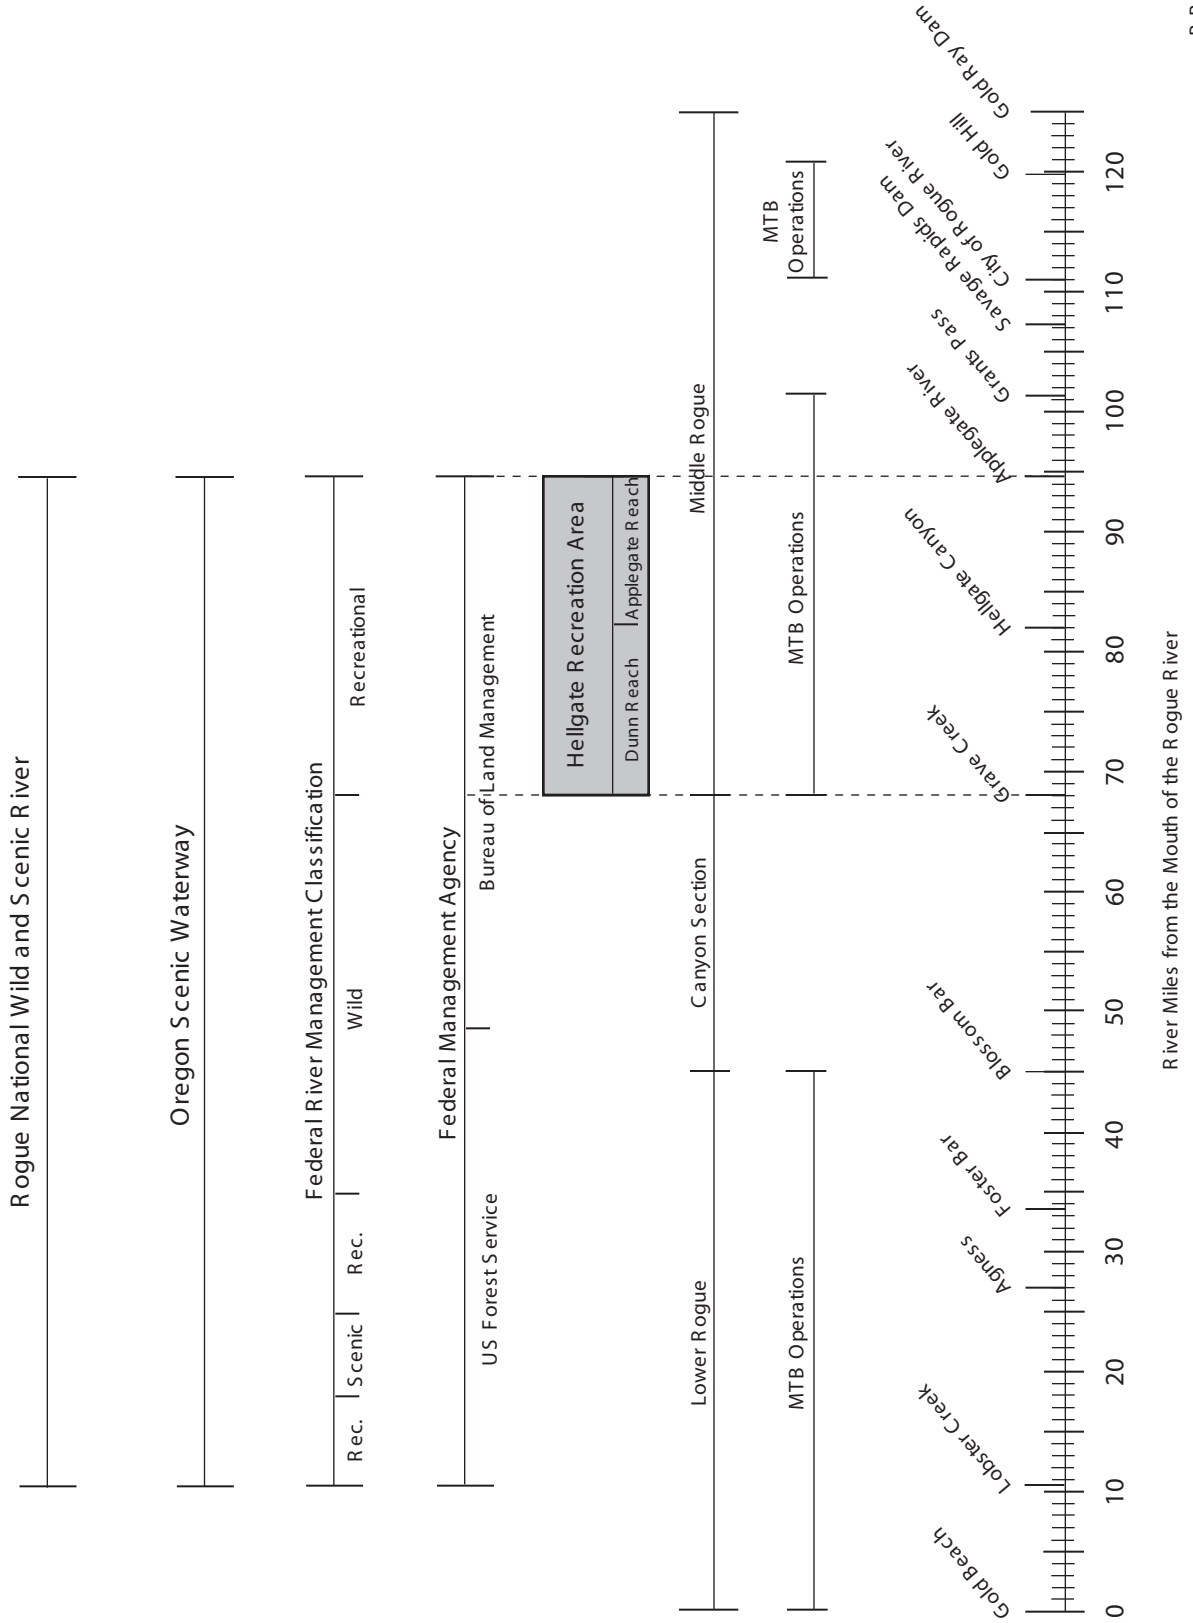 Rogue National Wild and Scenic River
Oregon Scenic Waterway
Federal River Management Classification
Rec.
Scenic
Rec.
Wild
Recreational
Federal Management Agency
US Forest Service
Bureau of Land Management
Hellgate Recreation Area
Dunn Reach
Applegate Reach
Lower Rogue
Canyon Section
Middle Rogue
MTB Operations
MTB Operations
MTB
Operations
Gold Beach
Lobster Creek
Agness
Foster Bar
Blossom Bar
Grave Creek
Hellgate Canyon
Applegate River
Grants Pass
Savage Rapids Dam
City of Rogue River
Gold Hill
Gold Ray Dam
0 10 20 30 40 50 60 70 80 90 100 110 120
River Miles from the Mouth of the Rogue River